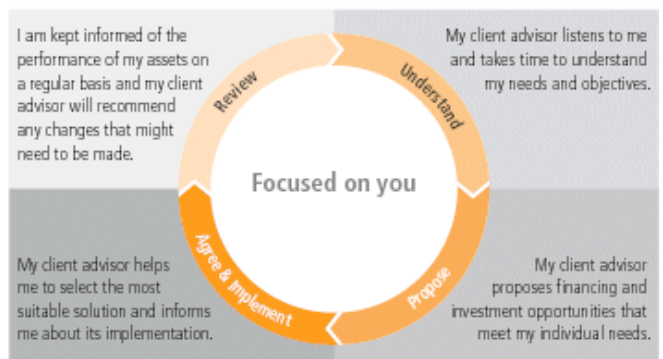 I am kept informed of the
performance of my assets on
a regular basis and my client
advisor will recommend
any changes that might
need to be made.
Review
Understand
My client advisor listens to me
and takes time to understand
my needs and objectives.
Focused on you
My client advisor helps
me to select the most
suitable solution and informs
me about its implementation.
Agree & Implement
Propose
My client advisor
proposes financing and
investment opportunities that
meet my individual needs.